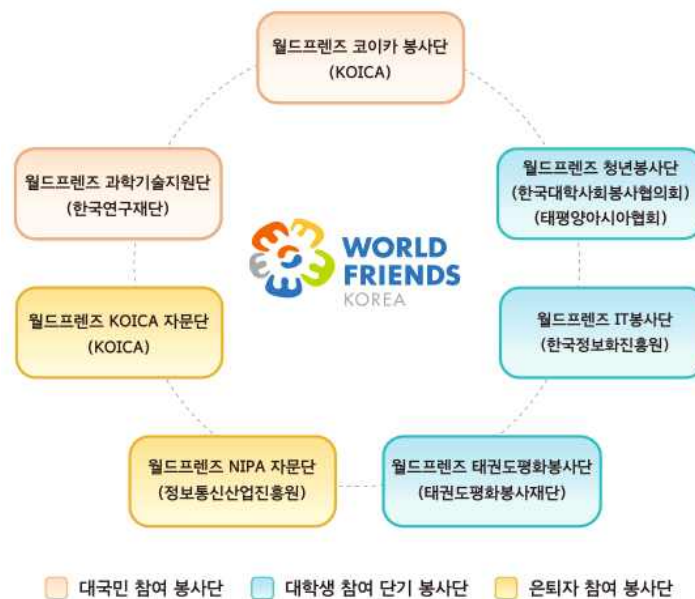 월드프렌즈 코이카 봉사단
(KOICA)
월드프렌즈 과학기술지원단
(한국연구재단)
월드프렌즈 청년봉사단
(한국대학사회봉사협의회)
(태평양아시아협회)
WORLD
FRIENDS
KOREA
월드프렌즈 KOICA 자문단
(KOICA)
월드프렌즈 IT봉사단
(한국정보화진흥원)
월드프렌즈 NIPA 자문단
(정보통신산업진흥원)
월드프렌즈 태권도평화봉사단
(태권도평화봉사재단)
대국민 참여 봉사단
대학생 참여 단기 봉사단
은퇴자 참여 봉사단